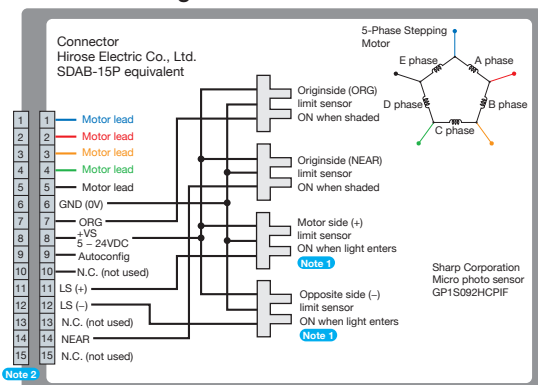 Connector
Hirose Electric Co., Ltd.
SDAB-15P equivalent
5-Phase Stepping
Motor
E phase
A phase
D phase
B phase
C phase
1 1 Motor lead
2 2 Motor lead
3 3 Motor lead
4 4 Motor lead
5 5 Motor lead
6 6 GND (0V)
7 7 ORG
8 8 +VS
5 – 24VDC
9 9 Autoconfig
10 10 N.C. (not used)
11 11 LS (+)
12 12 LS (–)
13 13 N.C. (not used)
14 14 NEAR
15 15 N.C. (not used)
Note 2
Originside (ORG)
limit sensor
ON when shaded
Originside (NEAR)
limit sensor
ON when shaded
Motor side (+)
limit sensor
ON when light enters
Note 1
Opposite side (–)
limit sensor
ON when light enters
Note 1
Sharp Corporation
Micro photo sensor
GP1S092HCPIF